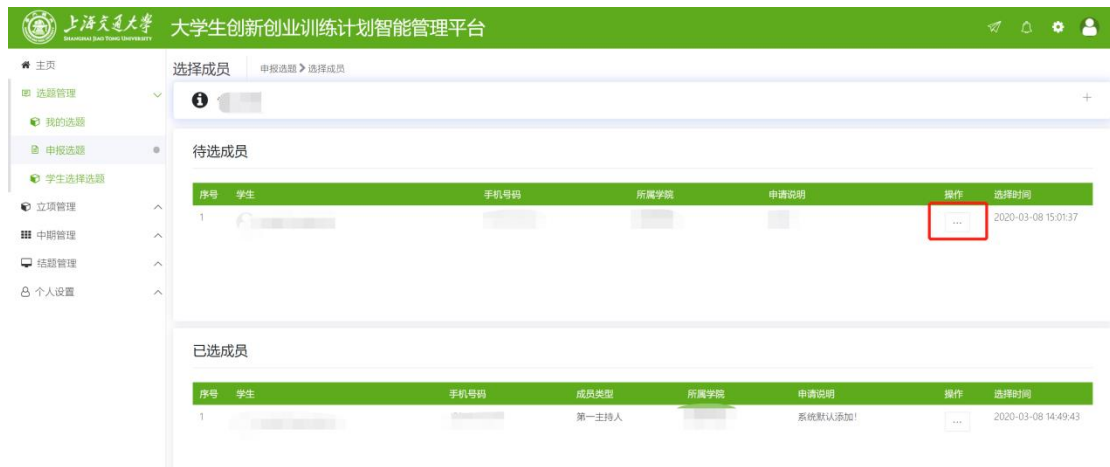 上海交通大学 大学生创新创业训练计划智能管理平台
SHANGHAI JIAO TONG UNIVERSITY
主页
选题管理
我的选题
申报选题
学生选择选题
立项管理
中期管理
结题管理
个人设置
选择成员 申报选题 > 选择成员
待选成员
序号 学生 手机号码 所属学院 申请说明 操作 选择时间
1 ... 2020-03-08 15:01:37
已选成员
序号 学生 手机号码 成员类型 所属学院 申请说明 操作 选择时间
1 第一主持人 系统默认添加! ... 2020-03-08 14:49:43